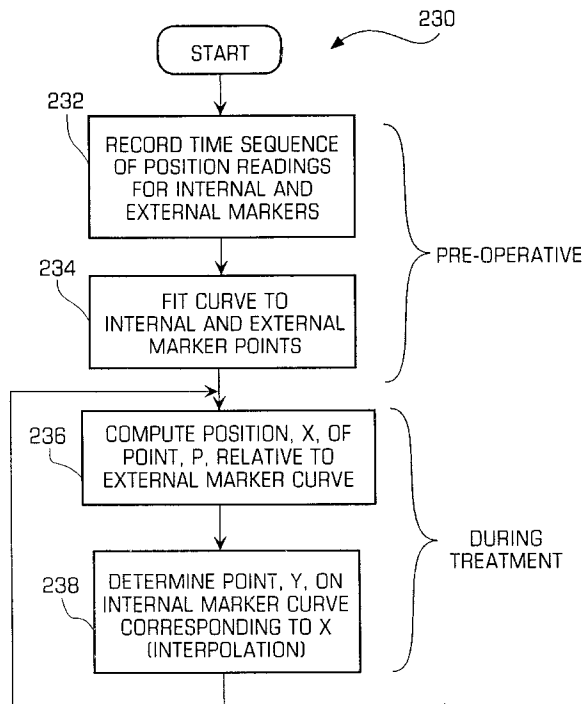 230
START
232
RECORD TIME SEQUENCE
OF POSITION READINGS
FOR INTERNAL AND
EXTERNAL MARKERS
PRE-OPERATIVE
234
FIT CURVE TO
INTERNAL AND EXTERNAL
MARKER POINTS
236
COMPUTE POSITION, X, OF
POINT, P, RELATIVE TO
EXTERNAL MARKER CURVE
DURING
TREATMENT
238
DETERMINE POINT, Y, ON
INTERNAL MARKER CURVE
CORRESPONDING TO X
(INTERPOLATION)